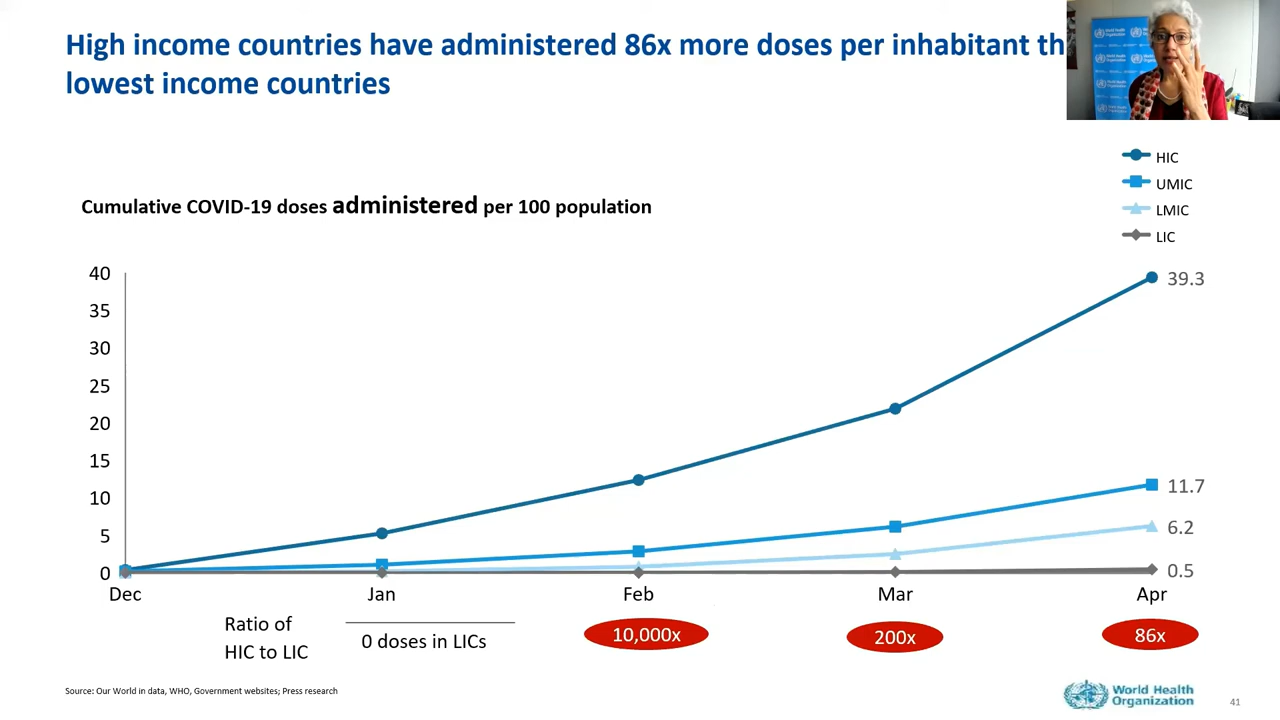 High income countries have administered 86x more doses per inhabitant th
lowest income countries
HIC
UMIC
LMIC
LIC
Cumulative COVID-19 doses administered per 100 population
40
35
30
25
20
15
10
5
0
39.3
11.7
6.2
0.5
Dec
Jan
Feb
Mar
Apr
Ratio of
HIC to LIC
0 doses in LICs
10,000x
200x
86x
Source: Our World in data, WHO, Government websites; Press research
World Health
Organization
41